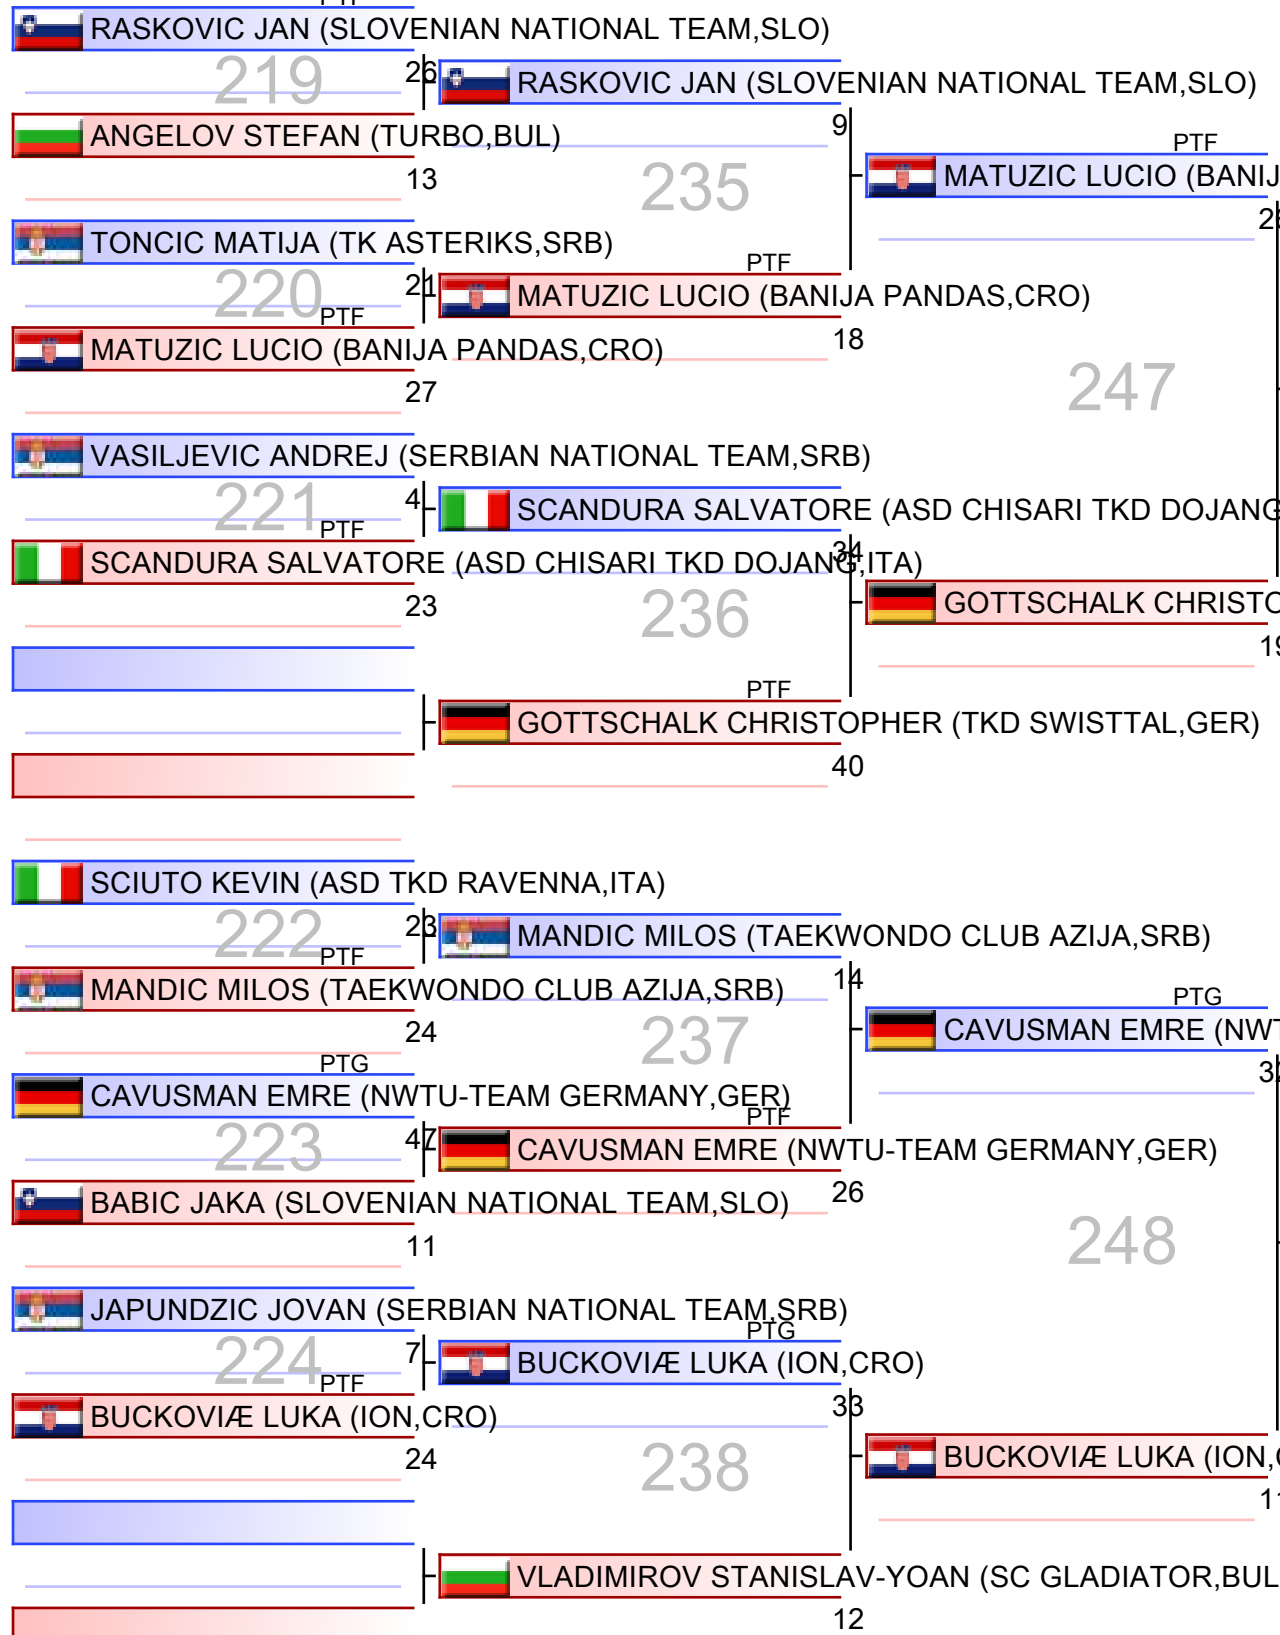 RASKOVIC JAN (SLOVENIAN NATIONAL TEAM,SLO)
219
26
RASKOVIC JAN (SLOVENIAN NATIONAL TEAM,SLO)
ANGELOV STEFAN (TURBO,BUL)
9
PTF
13
235
MATUZIC LUCIO (BANIJ
TONCIC MATIJA (TK ASTERIKS,SRB)
220
21
PTF
PTF
MATUZIC LUCIO (BANIJA PANDAS,CRO)
MATUZIC LUCIO (BANIJA PANDAS,CRO)
18
27
247
VASILJEVIC ANDREJ (SERBIAN NATIONAL TEAM,SRB)
221
4
PTF
SCANDURA SALVATORE (ASD CHISARI TKD DOJANG
SCANDURA SALVATORE (ASD CHISARI TKD DOJANG,ITA)
34
23
236
GOTTSCHALK CHRISTO
19
PTF
GOTTSCHALK CHRISTOPHER (TKD SWISTTAL,GER)
40
SCIUTO KEVIN (ASD TKD RAVENNA,ITA)
222
23
PTF
MANDIC MILOS (TAEKWONDO CLUB AZIJA,SRB)
MANDIC MILOS (TAEKWONDO CLUB AZIJA,SRB)
14
PTG
24
237
CAVUSMAN EMRE (NWT
PTG
32
CAVUSMAN EMRE (NWTU-TEAM GERMANY,GER)
PTF
223
47
CAVUSMAN EMRE (NWTU-TEAM GERMANY,GER)
BABIC JAKA (SLOVENIAN NATIONAL TEAM,SLO)
26
11
248
JAPUNDZIC JOVAN (SERBIAN NATIONAL TEAM,SRB)
PTG
224
7
PTF
BUCKOVIÆ LUKA (ION,CRO)
BUCKOVIÆ LUKA (ION,CRO)
33
24
238
BUCKOVIÆ LUKA (ION,
11
VLADIMIROV STANISLAV-YOAN (SC GLADIATOR,BUL
12